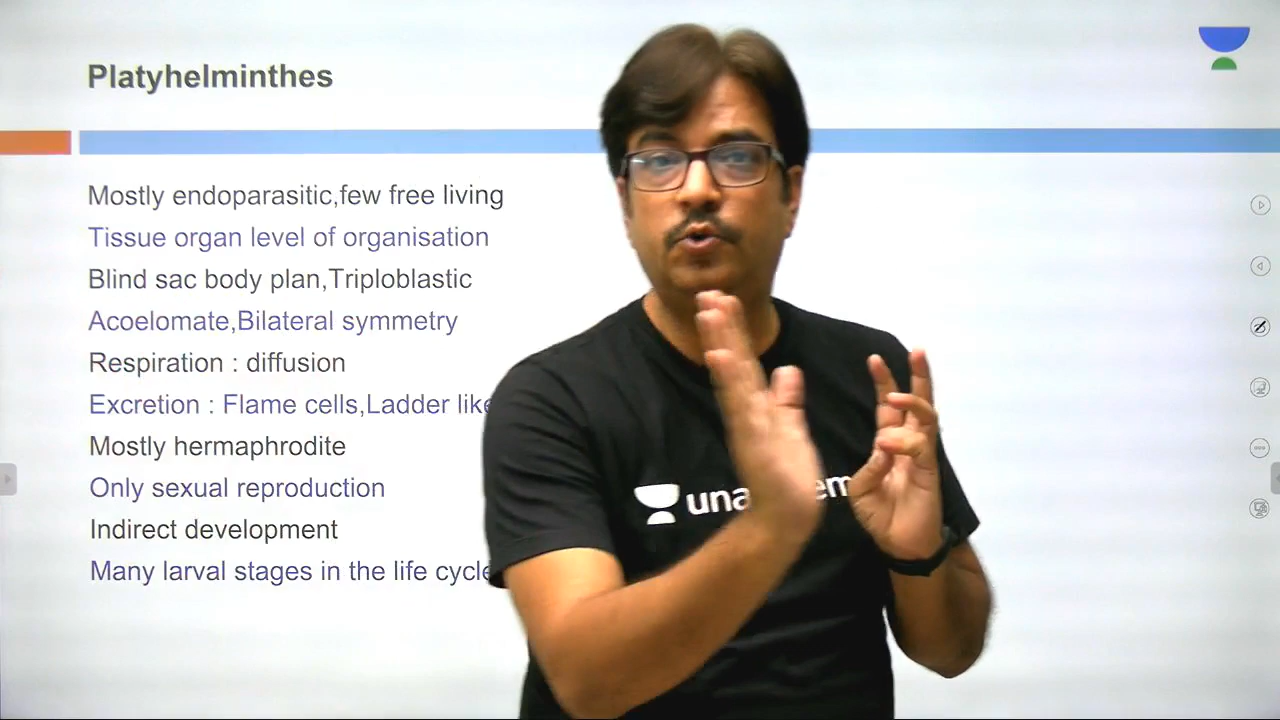 Platyhelminthes
Mostly endoparasitic,few free living
Tissue organ level of organisation
Blind sac body plan,Triploblastic
Acoelomate,Bilateral symmetry
Respiration : diffusion
Excretion : Flame cells,Ladder like
Mostly hermaphrodite
Only sexual reproduction
Indirect development
Many larval stages in the life cycle